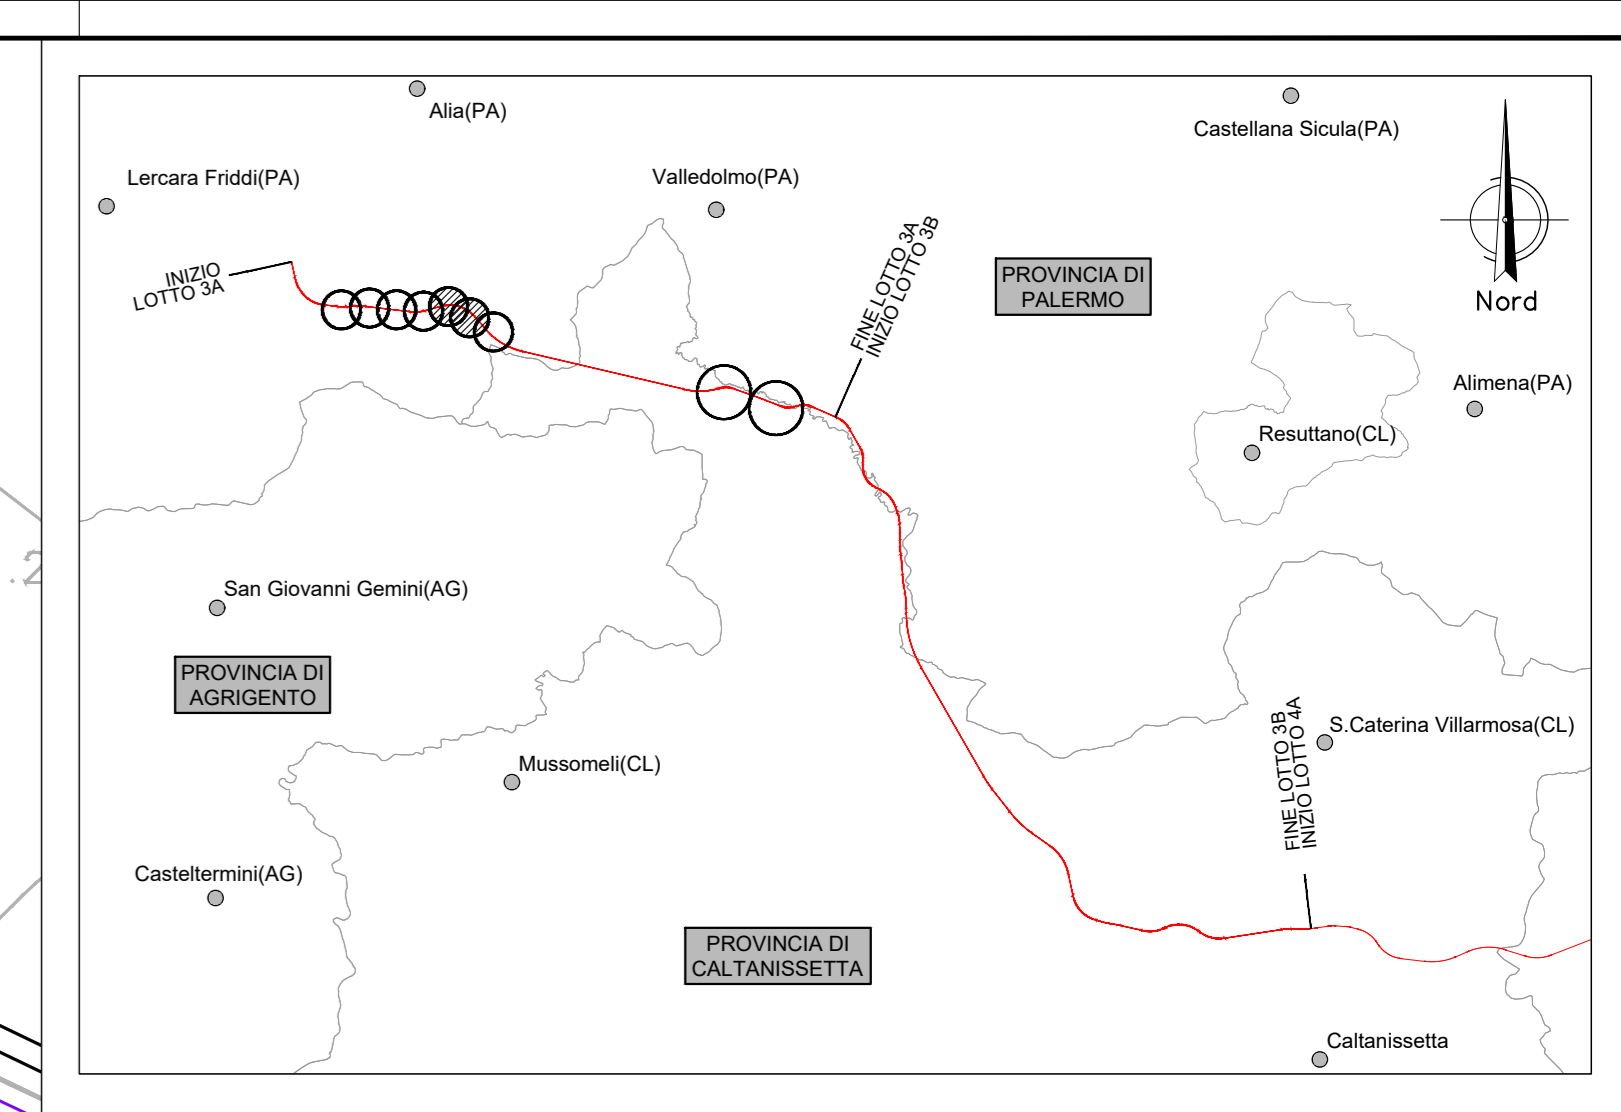 Alia(PA)
Castellana Sicula(PA)
Lercara Friddi(PA)
Valledolmo(PA)
INIZIO
LOTTO 3A
FINE LOTTO 3A
INIZIO LOTTO 3B
PROVINCIA DI
PALERMO
Nord
Alimena(PA)
Resuttano(CL)
.2
San Giovanni Gemini(AG)
PROVINCIA DI
AGRIGENTO
FINE LOTTO 3B
INIZIO LOTTO 4A
S.Caterina Villarmosa(CL)
Mussomeli(CL)
Casteltermini(AG)
PROVINCIA DI
CALTANISSETTA
Caltanissetta